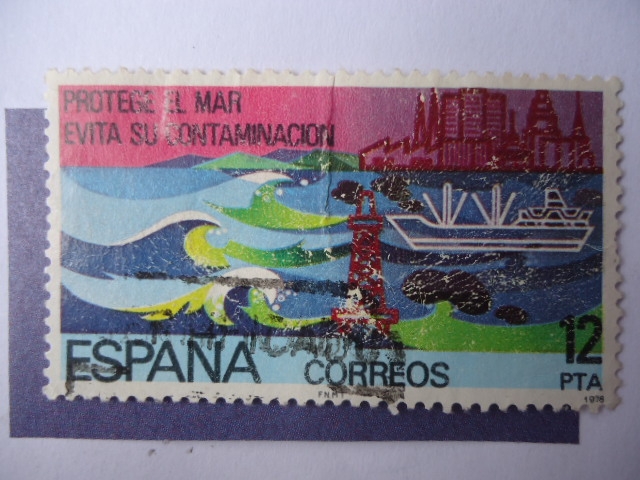 PROTEGE EL MAR
EVITA SU CONTAMINACION
ESPAÑA CORREOS 12
PTA
F.N.M.T. 1978